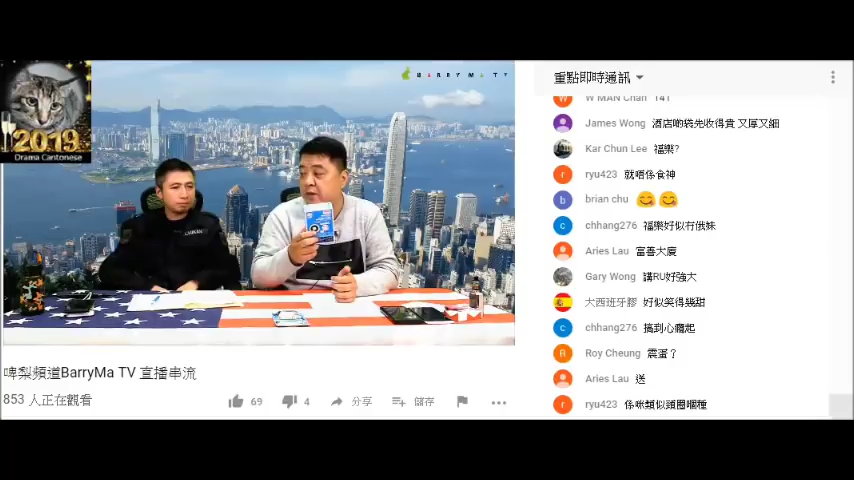 BARRYMA TV
2019
Drama Cantonese
啤梨頻道BarryMa TV 直播串流
853 人正在觀看
69
4
分享
儲存
重點即時通訊
W MAN Chan 141
James Wong 酒店啲袋先收得貴 又厚又細
Kar Chun Lee 福樂?
ryu423 就唔係食神
brian chu
chhang276 福樂好似冇俄妹
Aries Lau 富善大廈
Gary Wong 講RU好強大
大西班牙膠 好似笑得幾甜
chhang276 搞到心癮起
Roy Cheung 震蛋？
Aries Lau 送
ryu423 係咪類似頸圈嗰種